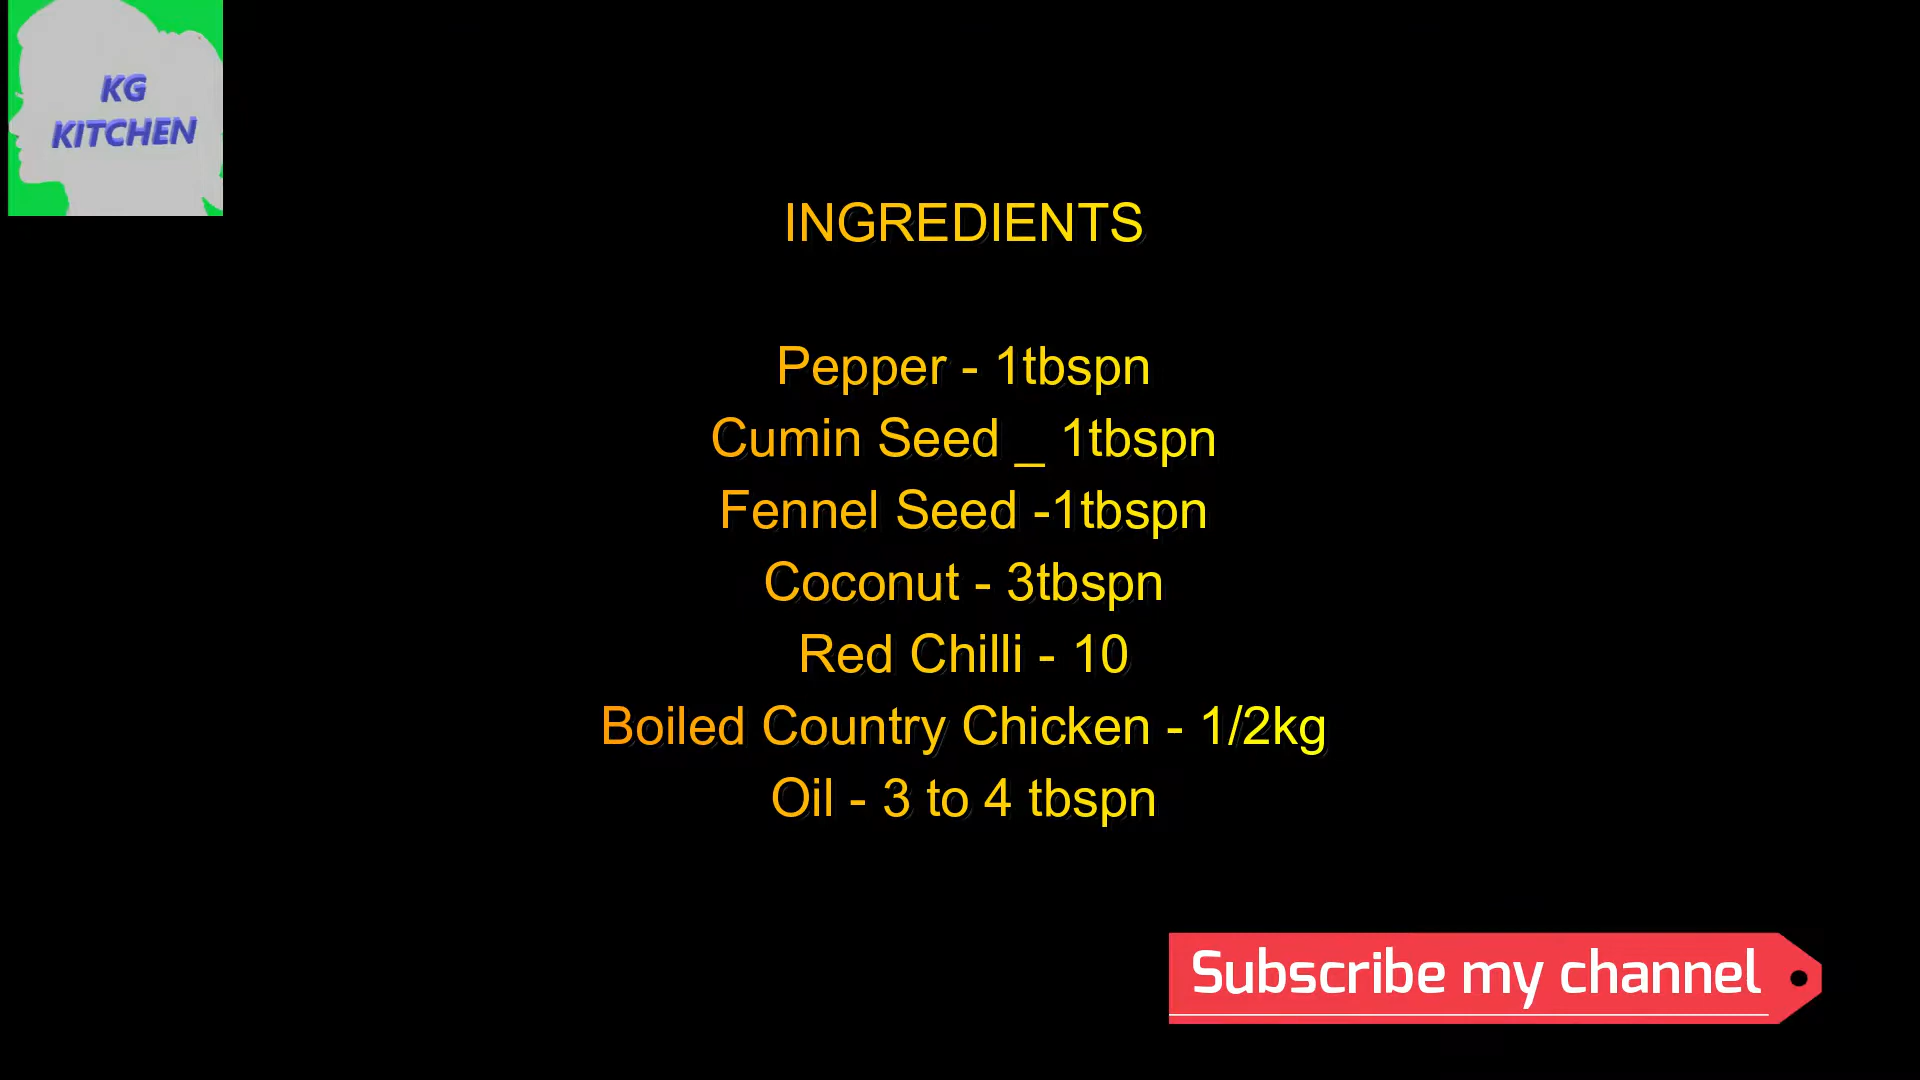 KG
KITCHEN
INGREDIENTS
Pepper - 1tbspn
Cumin Seed _ 1tbspn
Fennel Seed -1tbspn
Coconut - 3tbspn
Red Chilli - 10
Boiled Country Chicken - 1/2kg
Oil - 3 to 4 tbspn
Subscribe my channel